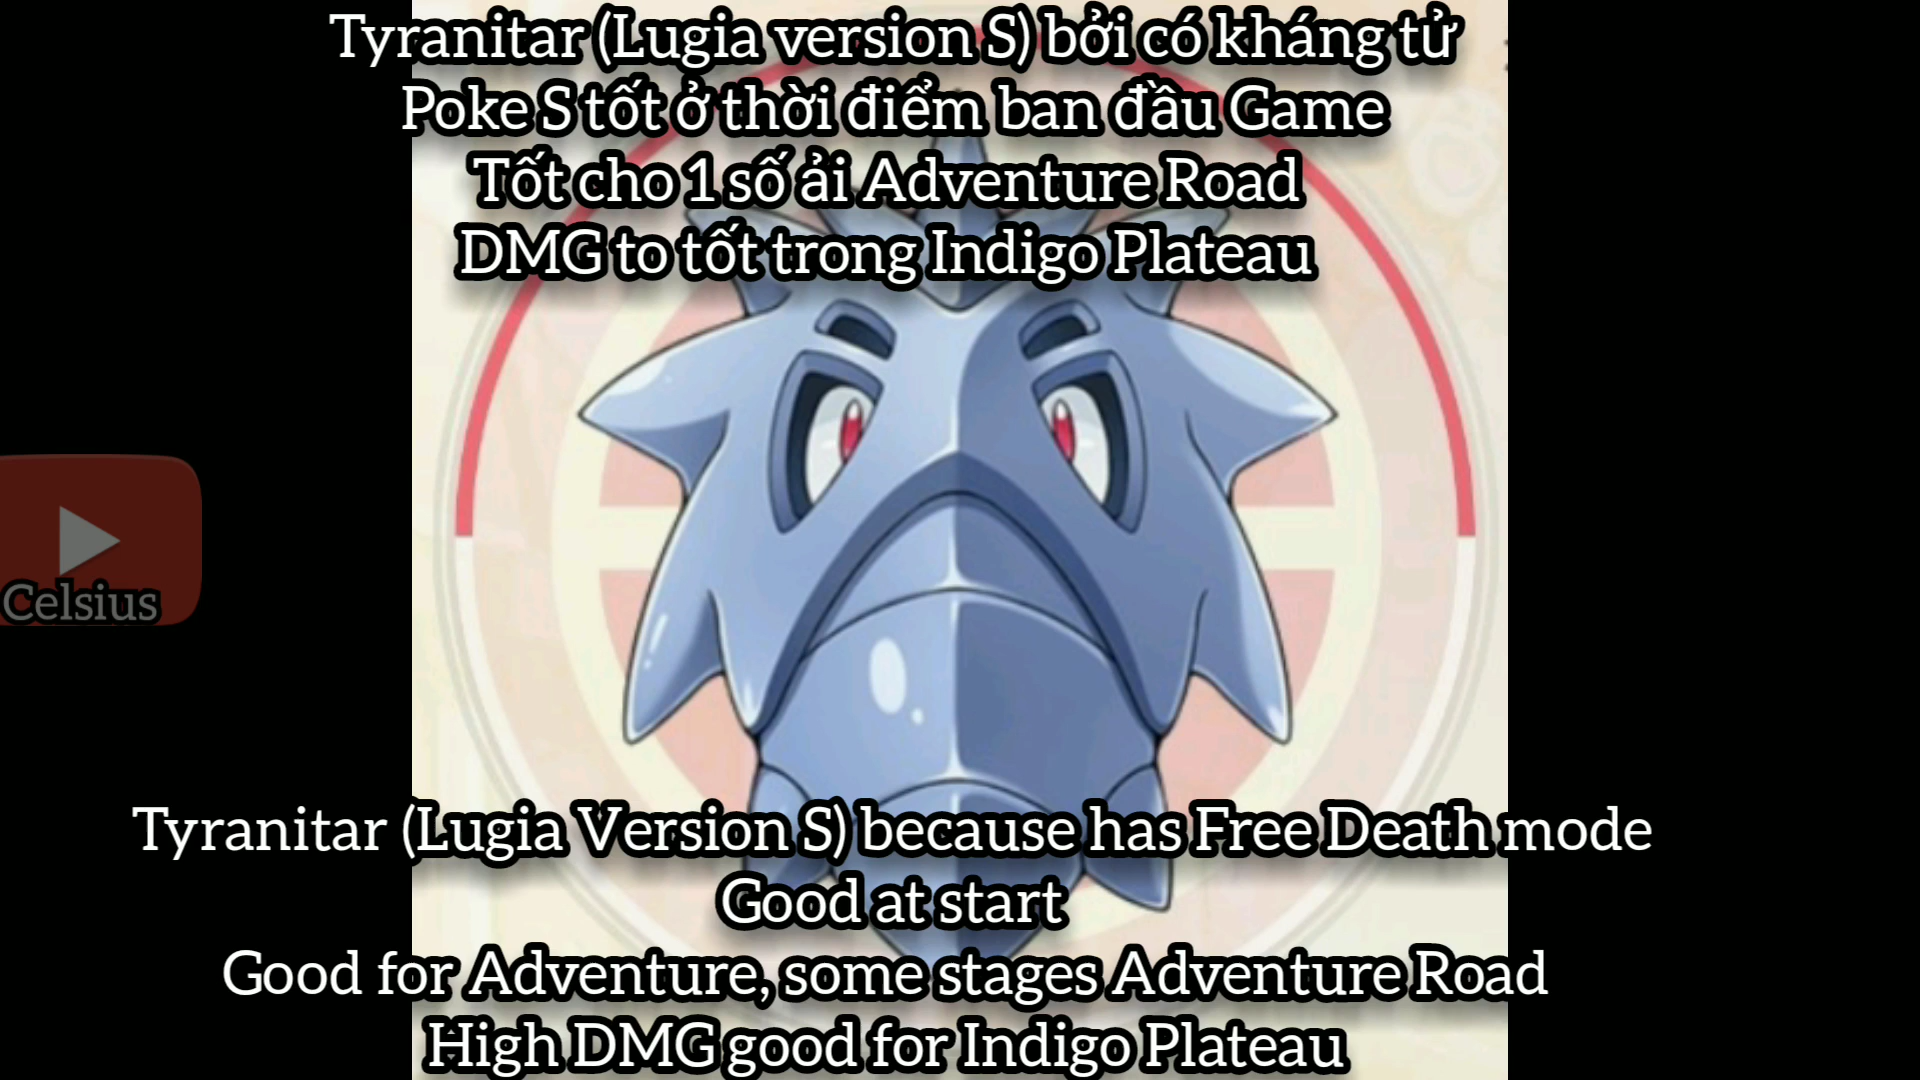 Tyranitar (Lugia version S) bởi có kháng tử
Poke S tốt ở thời điểm ban đầu Game
Tốt cho 1 số ải Adventure Road
DMG to tốt trong Indigo Plateau
Celsius
Tyranitar (Lugia Version S) because has Free Death mode
Good at start
Good for Adventure, some stages Adventure Road
High DMG good for Indigo Plateau